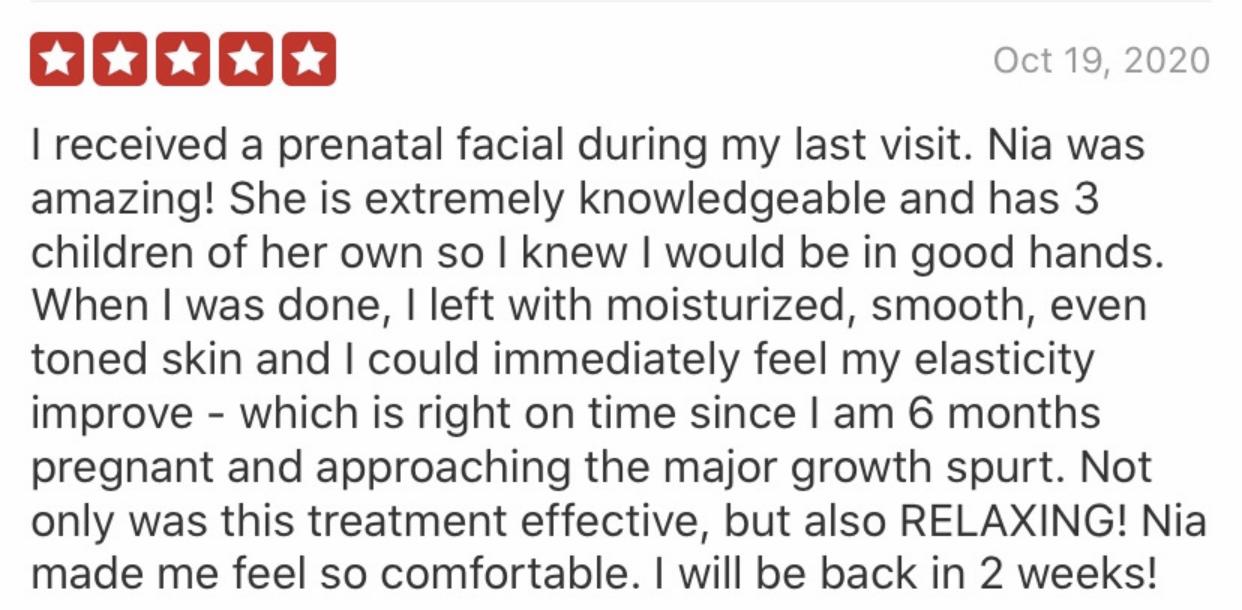 Oct 19, 2020
I received a prenatal facial during my last visit. Nia was
amazing! She is extremely knowledgeable and has 3
children of her own so I knew I would be in good hands.
When I was done, I left with moisturized, smooth, even
toned skin and I could immediately feel my elasticity
improve - which is right on time since I am 6 months
pregnant and approaching the major growth spurt. Not
only was this treatment effective, but also RELAXING! Nia
made me feel so comfortable. I will be back in 2 weeks!